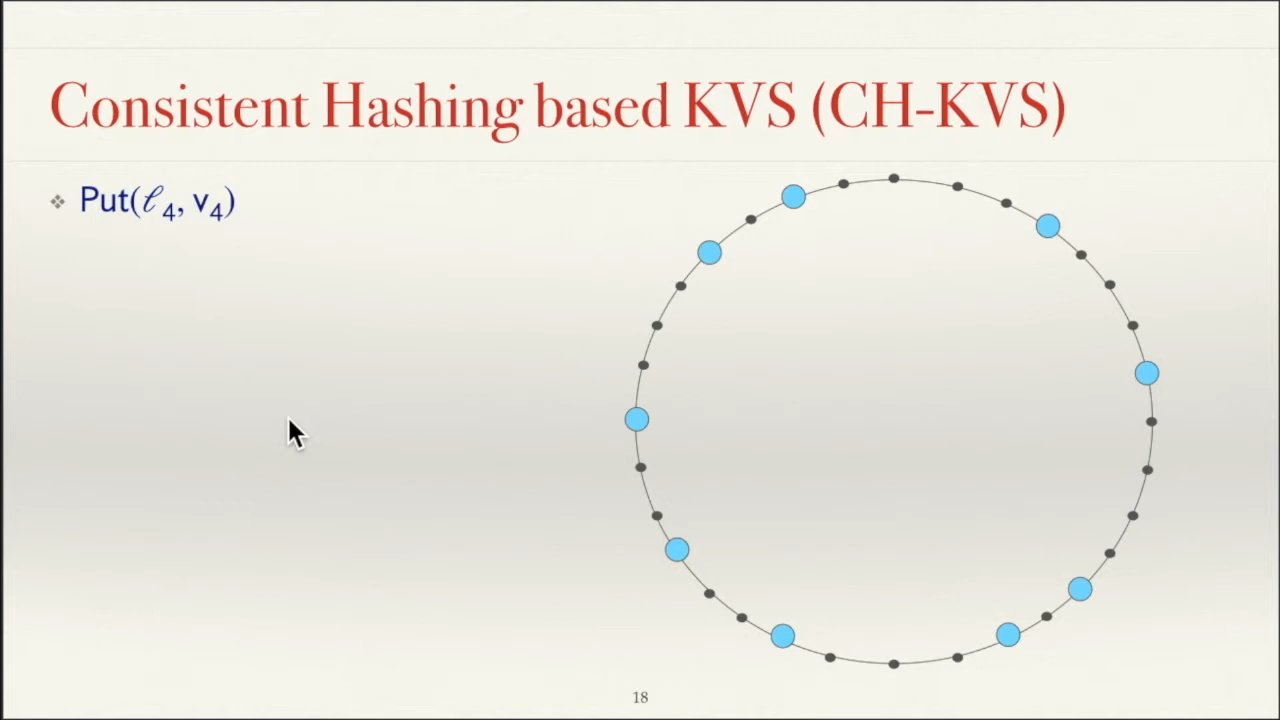 Consistent Hashing based KVS (CH-KVS)
❖ Put(ℓ₄, v₄)
18